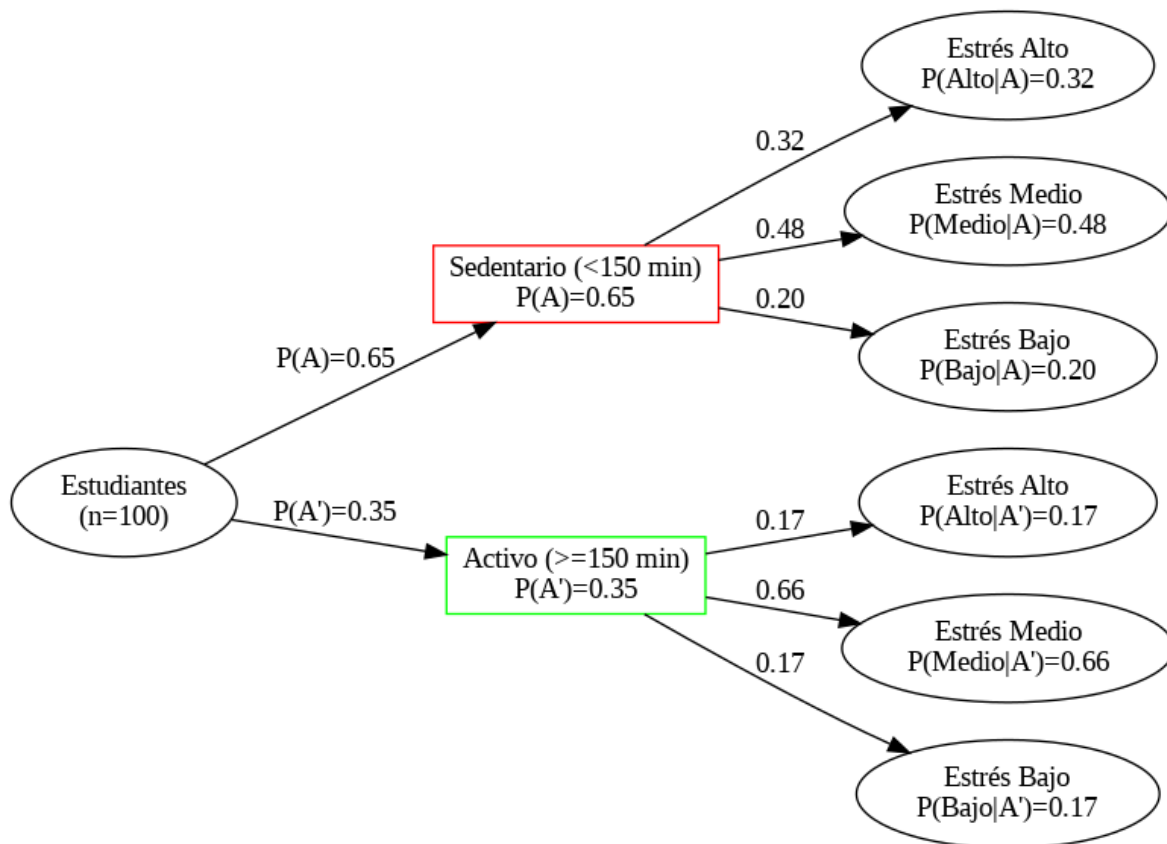 Estudiantes
(n=100)
P(A)=0.65
P(A')=0.35
Sedentario (<150 min)
P(A)=0.65
Activo (>=150 min)
P(A')=0.35
0.32
0.48
0.20
0.17
0.66
0.17
Estrés Alto
P(Alto|A)=0.32
Estrés Medio
P(Medio|A)=0.48
Estrés Bajo
P(Bajo|A)=0.20
Estrés Alto
P(Alto|A')=0.17
Estrés Medio
P(Medio|A')=0.66
Estrés Bajo
P(Bajo|A')=0.17